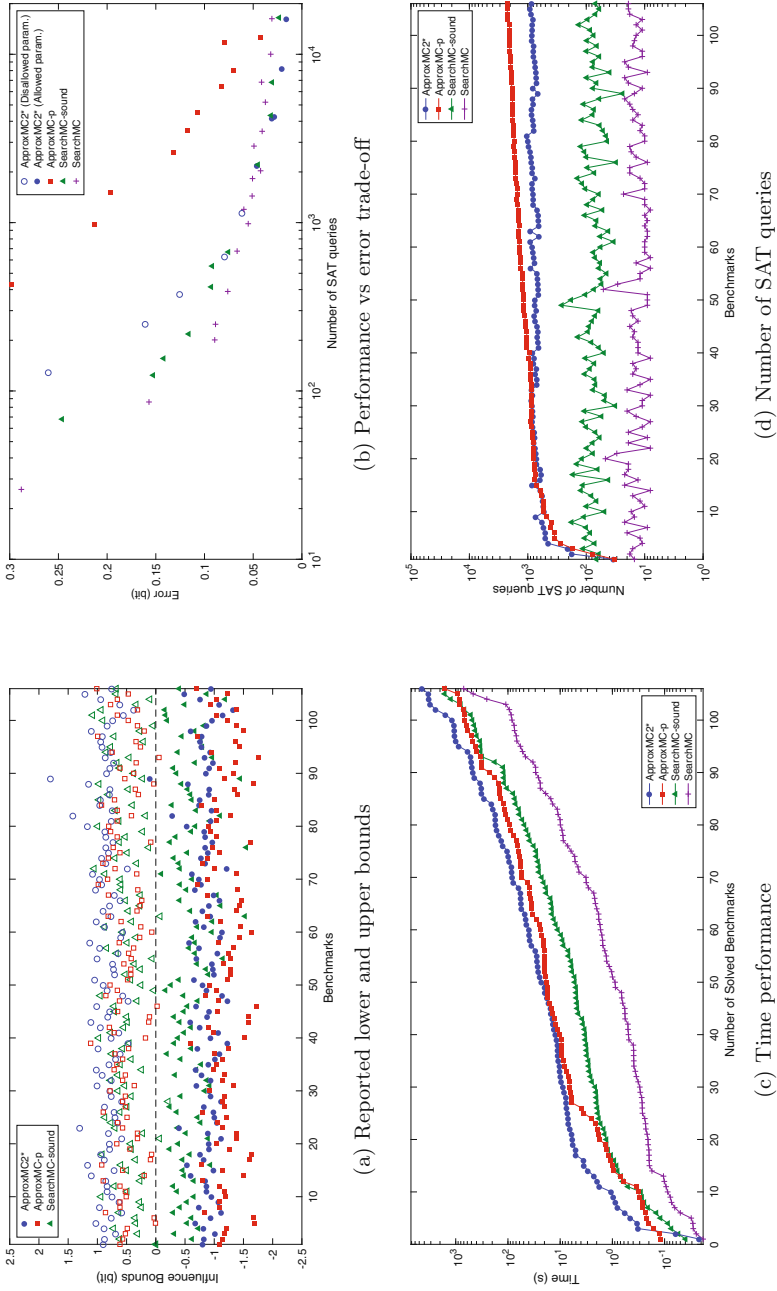 2.5
2
1.5
1
0.5
0
-0.5
-1
-1.5
-2
-2.5
Influence Bounds (bit)
10
20
30
40
50
60
70
80
90
100
Benchmarks
ApproxMC2*
ApproxMC-p
SearchMC-sound
(a) Reported lower and upper bounds
0.3
0.25
0.2
0.15
0.1
0.05
0
Error (bit)
10^1
10^2
10^3
10^4
Number of SAT queries
ApproxMC2* (Disallowed param.)
ApproxMC2* (Allowed param.)
ApproxMC-p
SearchMC-sound
SearchMC
(b) Performance vs error trade-off
10^3
10^2
10^1
10^0
10^-1
Time (s)
0
10
20
30
40
50
60
70
80
90
100
Number of Solved Benchmarks
ApproxMC2*
ApproxMC-p
SearchMC-sound
SearchMC
(c) Time performance
10^5
10^4
10^3
10^2
10^1
10^0
Number of SAT queries
10
20
30
40
50
60
70
80
90
100
Benchmarks
ApproxMC2*
ApproxMC-p
SearchMC-sound
SearchMC
(d) Number of SAT queries